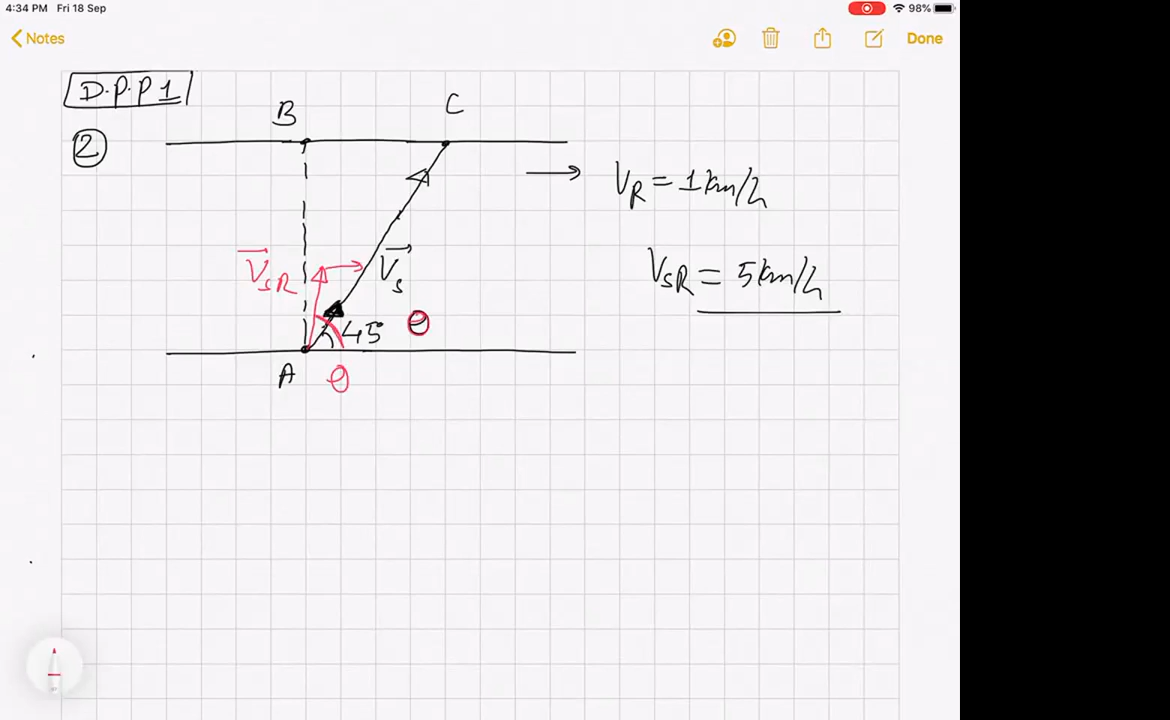 4:34 PM Fri 18 Sep
98%
Notes
Done
D.P.P 1
2
B
C
V_R = 1 km/h
V_SR = 5 km/h
V_SR
V_s
45°
θ
A
θ